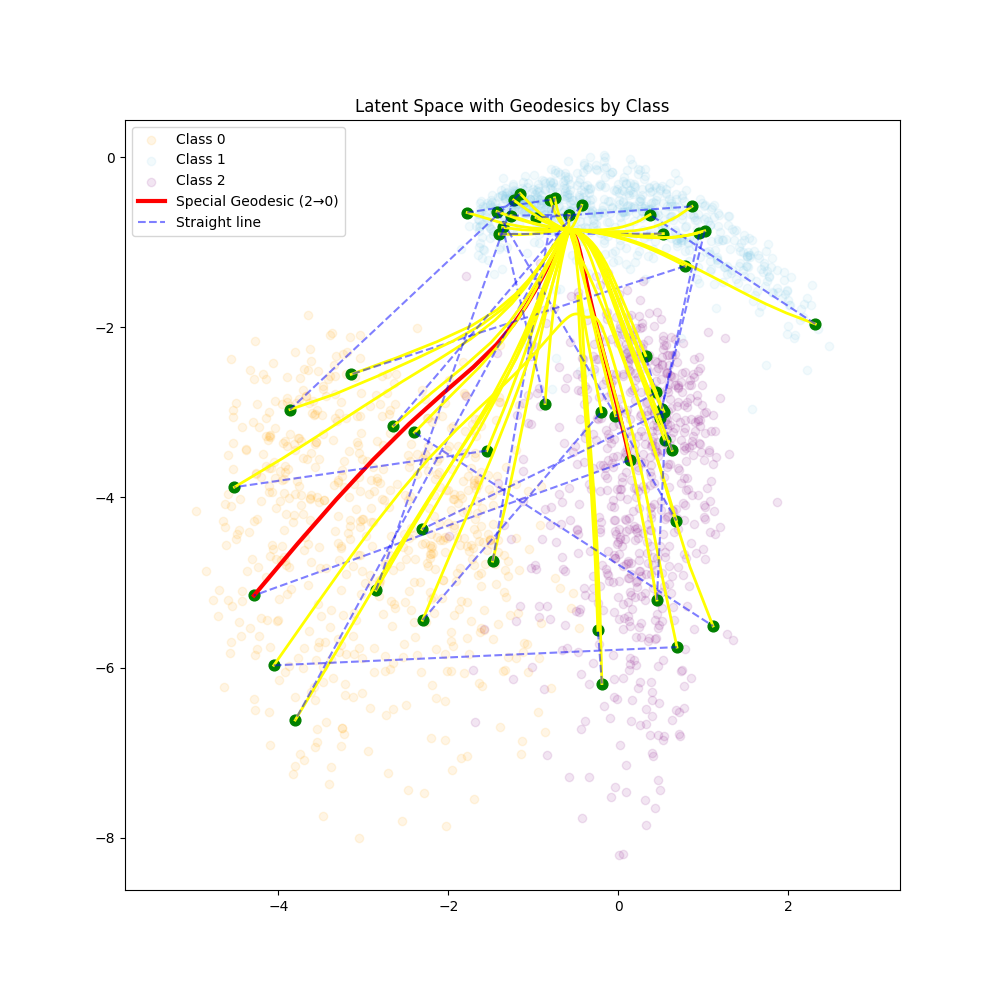 Latent Space with Geodesics by Class
Class 0
Class 1
Class 2
Special Geodesic (2→0)
Straight line
0
−2
−4
−6
−8
−4
−2
0
2